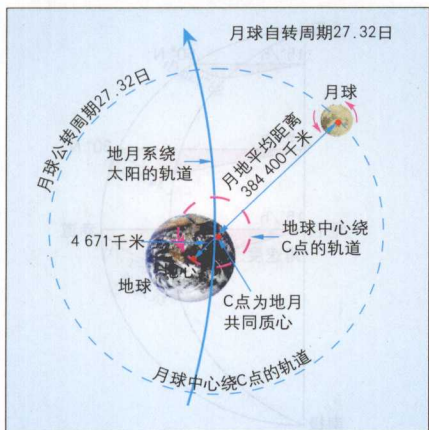 月球自转周期27.32日
月球公转周期27.32日
月球
地月系绕
太阳的轨道
月地平均距离
384 400千米
4 671千米
地球中心绕
C点的轨道
地心
地球
C点为地月
共同质心
月球中心绕C点的轨道